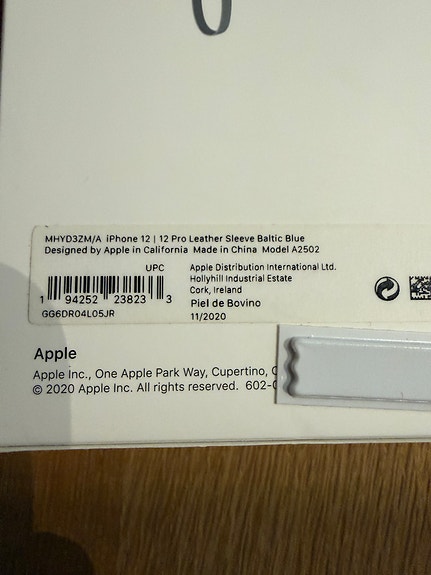 MHYD3ZM/A iPhone 12 | 12 Pro Leather Sleeve Baltic Blue
Designed by Apple in California Made in China Model A2502
UPC
1 94252 23823 3
GG6DR04L05JR
Apple Distribution International Ltd.
Hollyhill Industrial Estate
Cork, Ireland
Piel de Bovino
11/2020
Apple
Apple Inc., One Apple Park Way, Cupertino,
© 2020 Apple Inc. All rights reserved. 602-